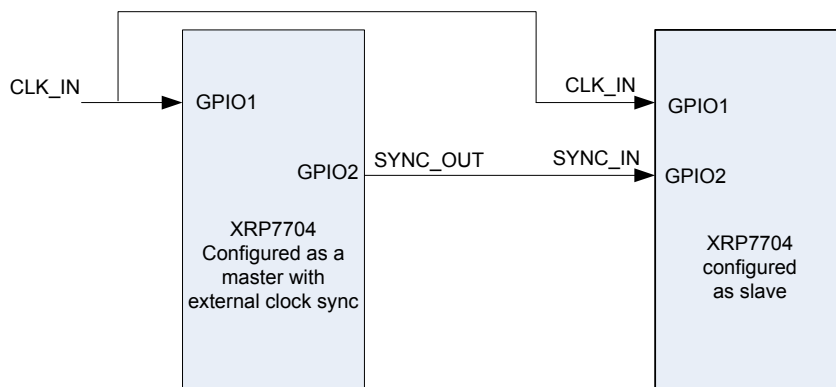 CLK_IN
GPIO1
CLK_IN
GPIO1
GPIO2
SYNC_OUT
SYNC_IN
GPIO2
XRP7704
Configured as a
master with
external clock sync
XRP7704
configured
as slave